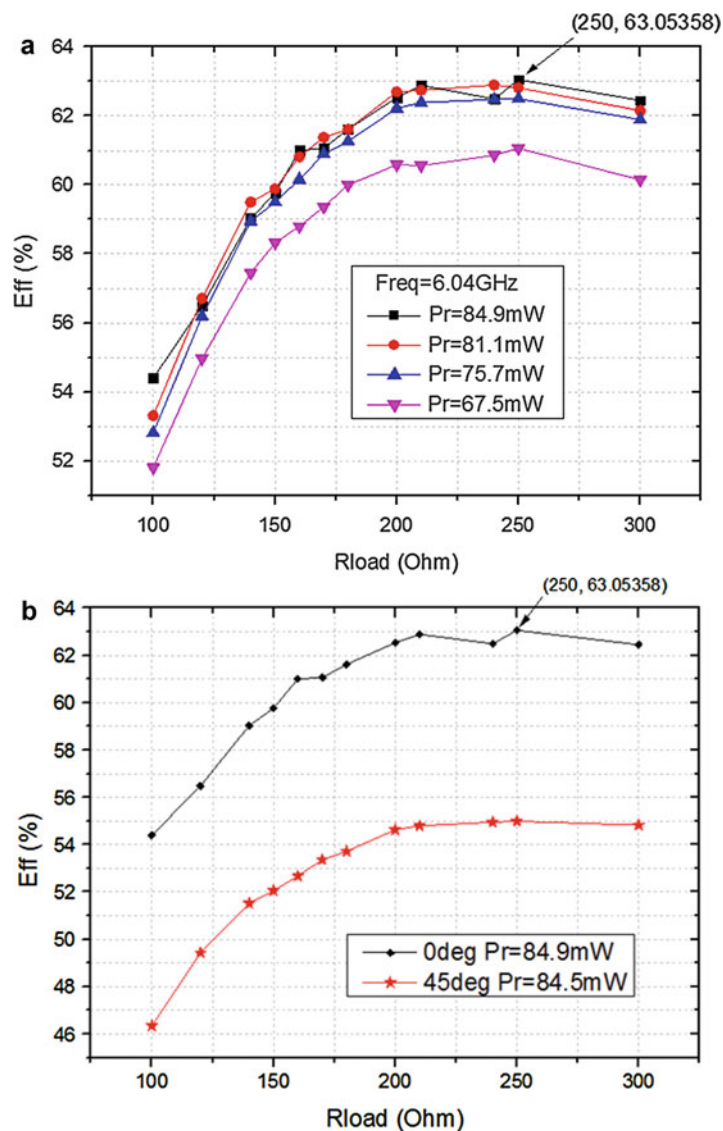 (250, 63.05358)
a
64
62
60
58
56
54
52
Eff (%)
Freq=6.04GHz
Pr=84.9mW
Pr=81.1mW
Pr=75.7mW
Pr=67.5mW
100 150 200 250 300
Rload (Ohm)
b
(250, 63.05358)
64
62
60
58
56
54
52
50
48
46
Eff (%)
0deg Pr=84.9mW
45deg Pr=84.5mW
100 150 200 250 300
Rload (Ohm)